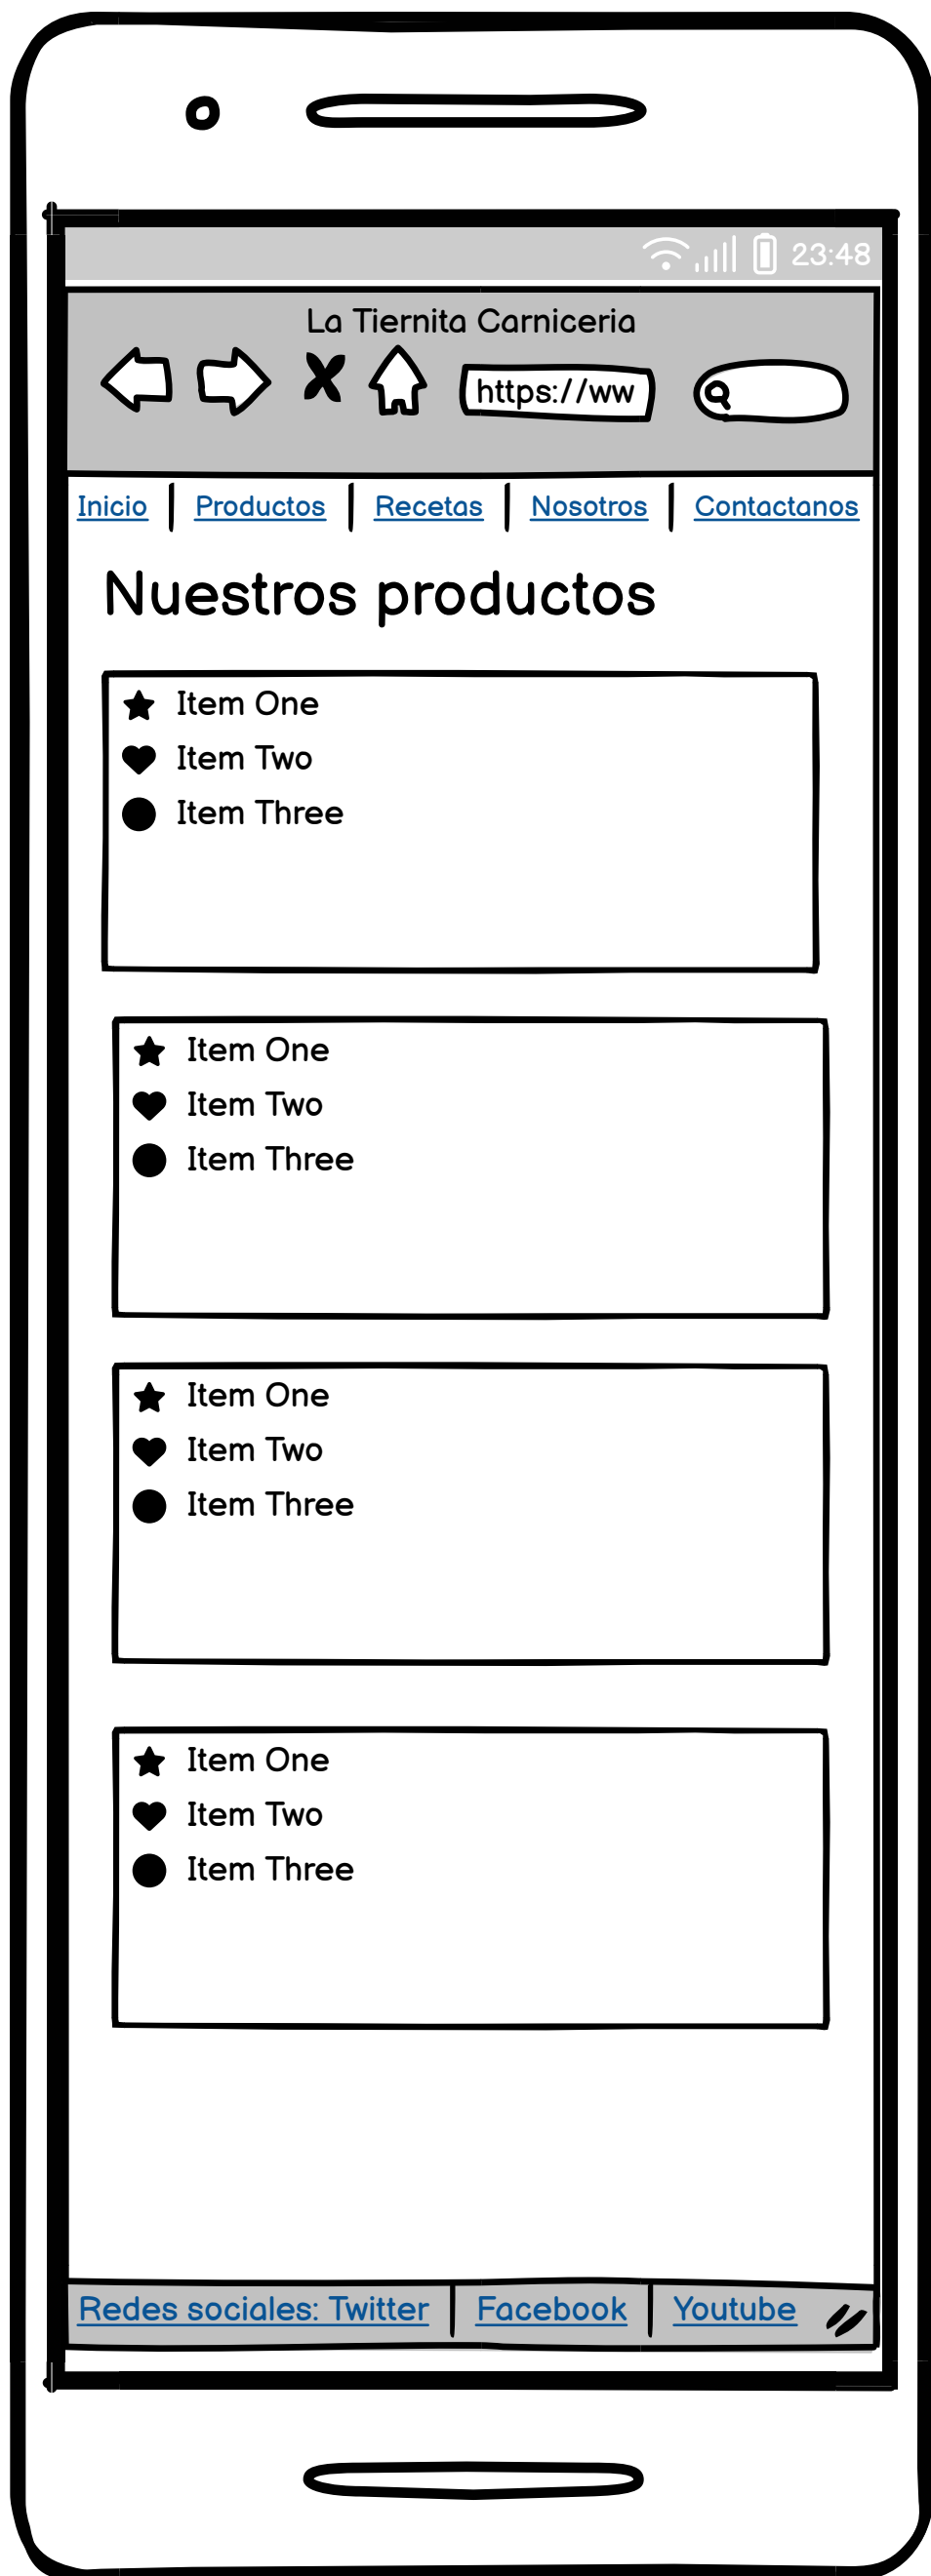 23:48
La Tiernita Carniceria
https://ww
Inicio Productos Recetas Nosotros Contactanos
Nuestros productos
Item One
Item Two
Item Three
Item One
Item Two
Item Three
Item One
Item Two
Item Three
Item One
Item Two
Item Three
Redes sociales: Twitter Facebook Youtube